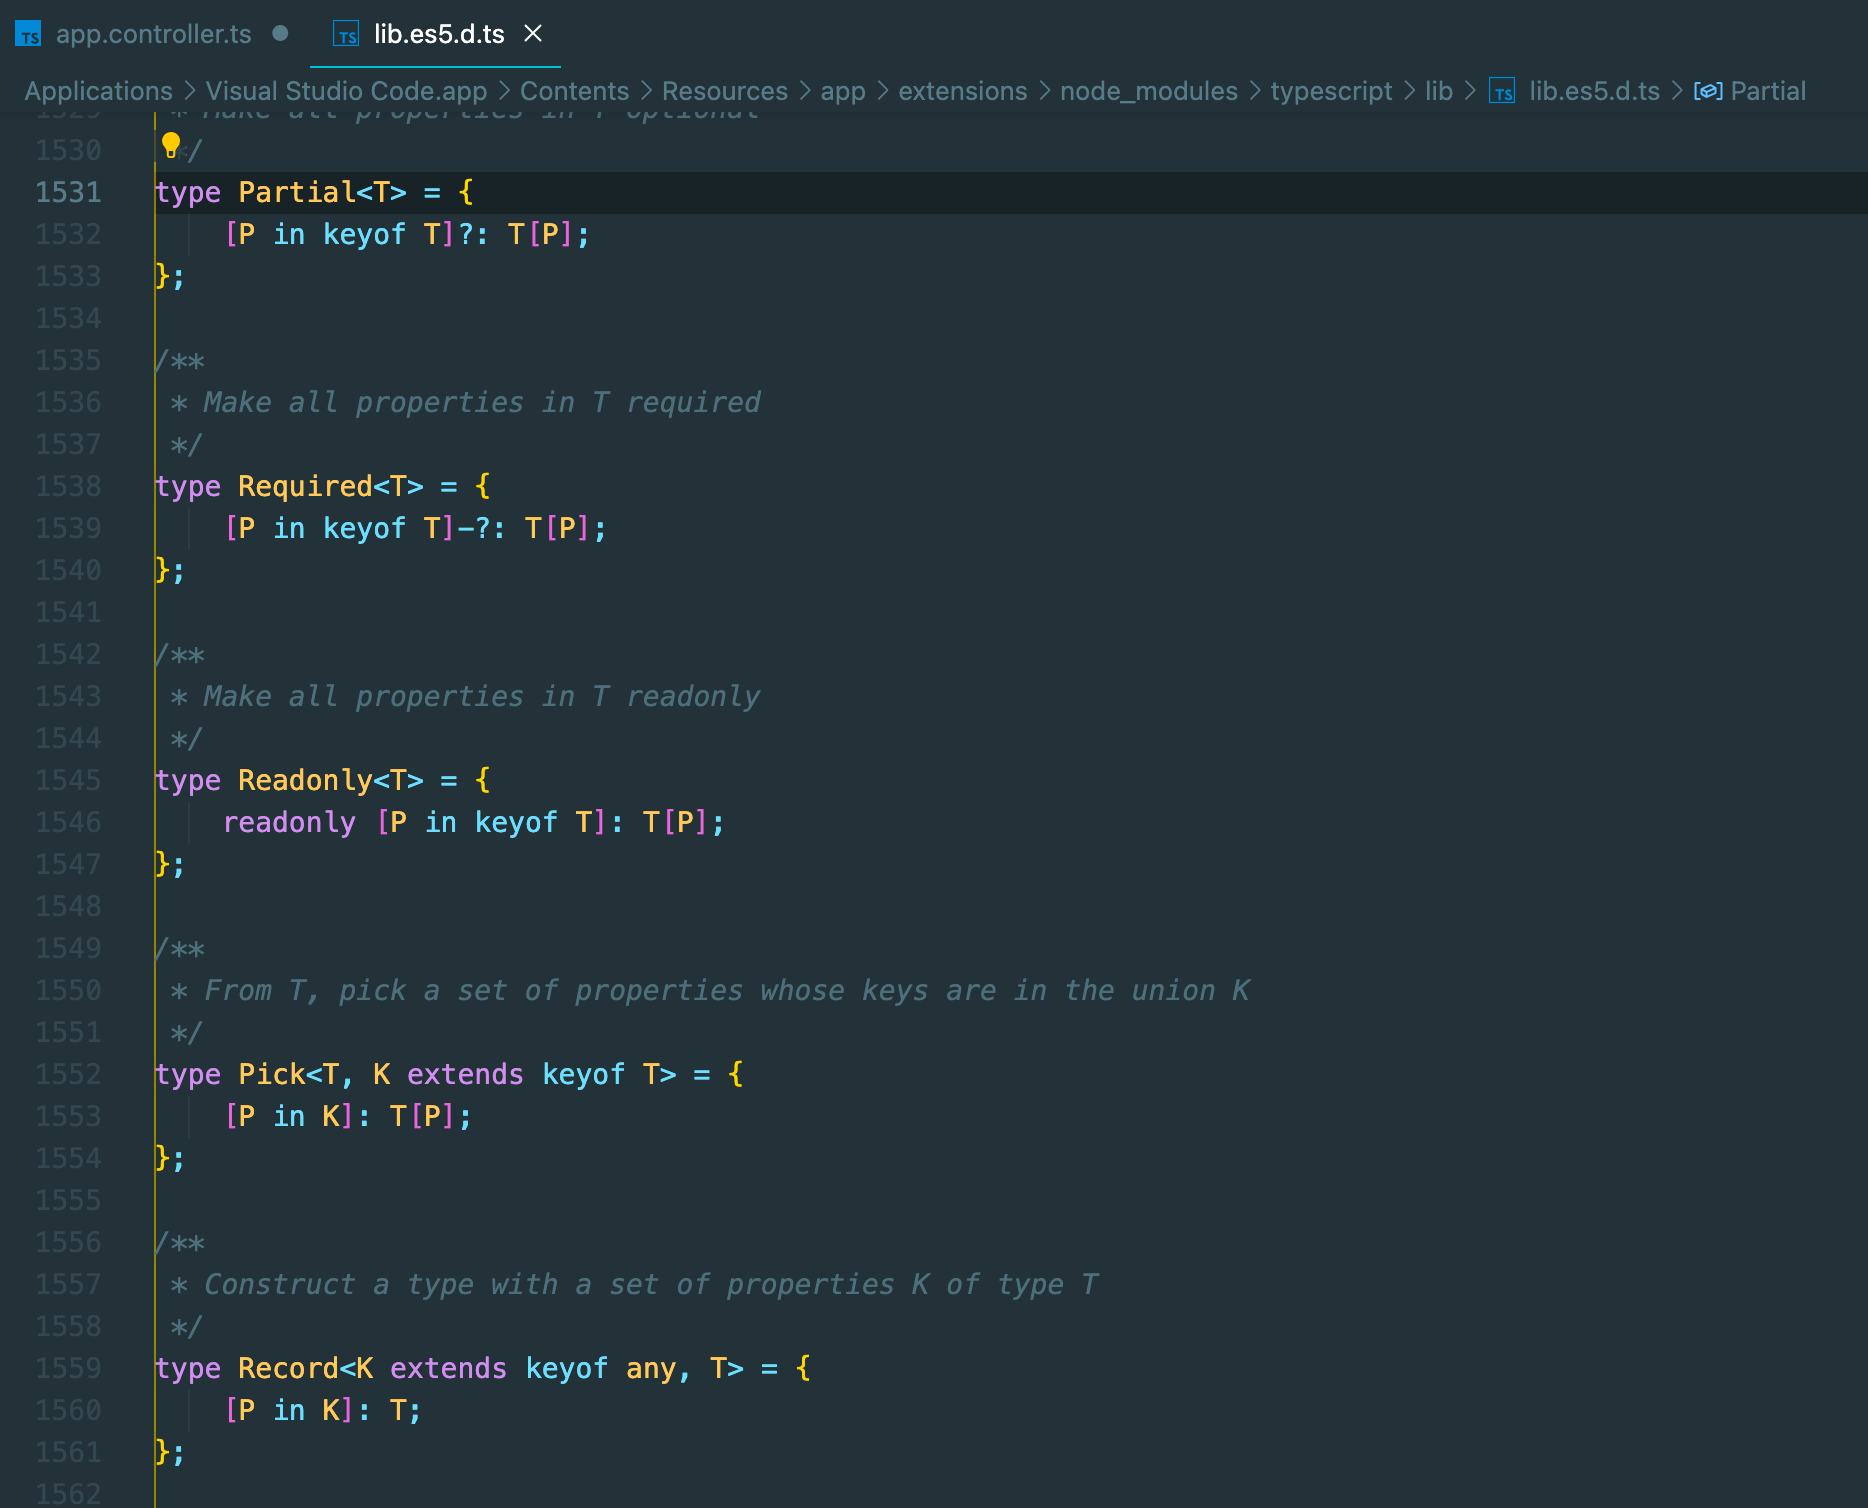 TS app.controller.ts ● TS lib.es5.d.ts ×
Applications > Visual Studio Code.app > Contents > Resources > app > extensions > node_modules > typescript > lib > TS lib.es5.d.ts > Partial
1529 * Make all properties in T optional
1530 */
1531 type Partial<T> = {
1532 [P in keyof T]?: T[P];
1533 };
1534
1535 /**
1536 * Make all properties in T required
1537 */
1538 type Required<T> = {
1539 [P in keyof T]-?: T[P];
1540 };
1541
1542 /**
1543 * Make all properties in T readonly
1544 */
1545 type Readonly<T> = {
1546 readonly [P in keyof T]: T[P];
1547 };
1548
1549 /**
1550 * From T, pick a set of properties whose keys are in the union K
1551 */
1552 type Pick<T, K extends keyof T> = {
1553 [P in K]: T[P];
1554 };
1555
1556 /**
1557 * Construct a type with a set of properties K of type T
1558 */
1559 type Record<K extends keyof any, T> = {
1560 [P in K]: T;
1561 };
1562